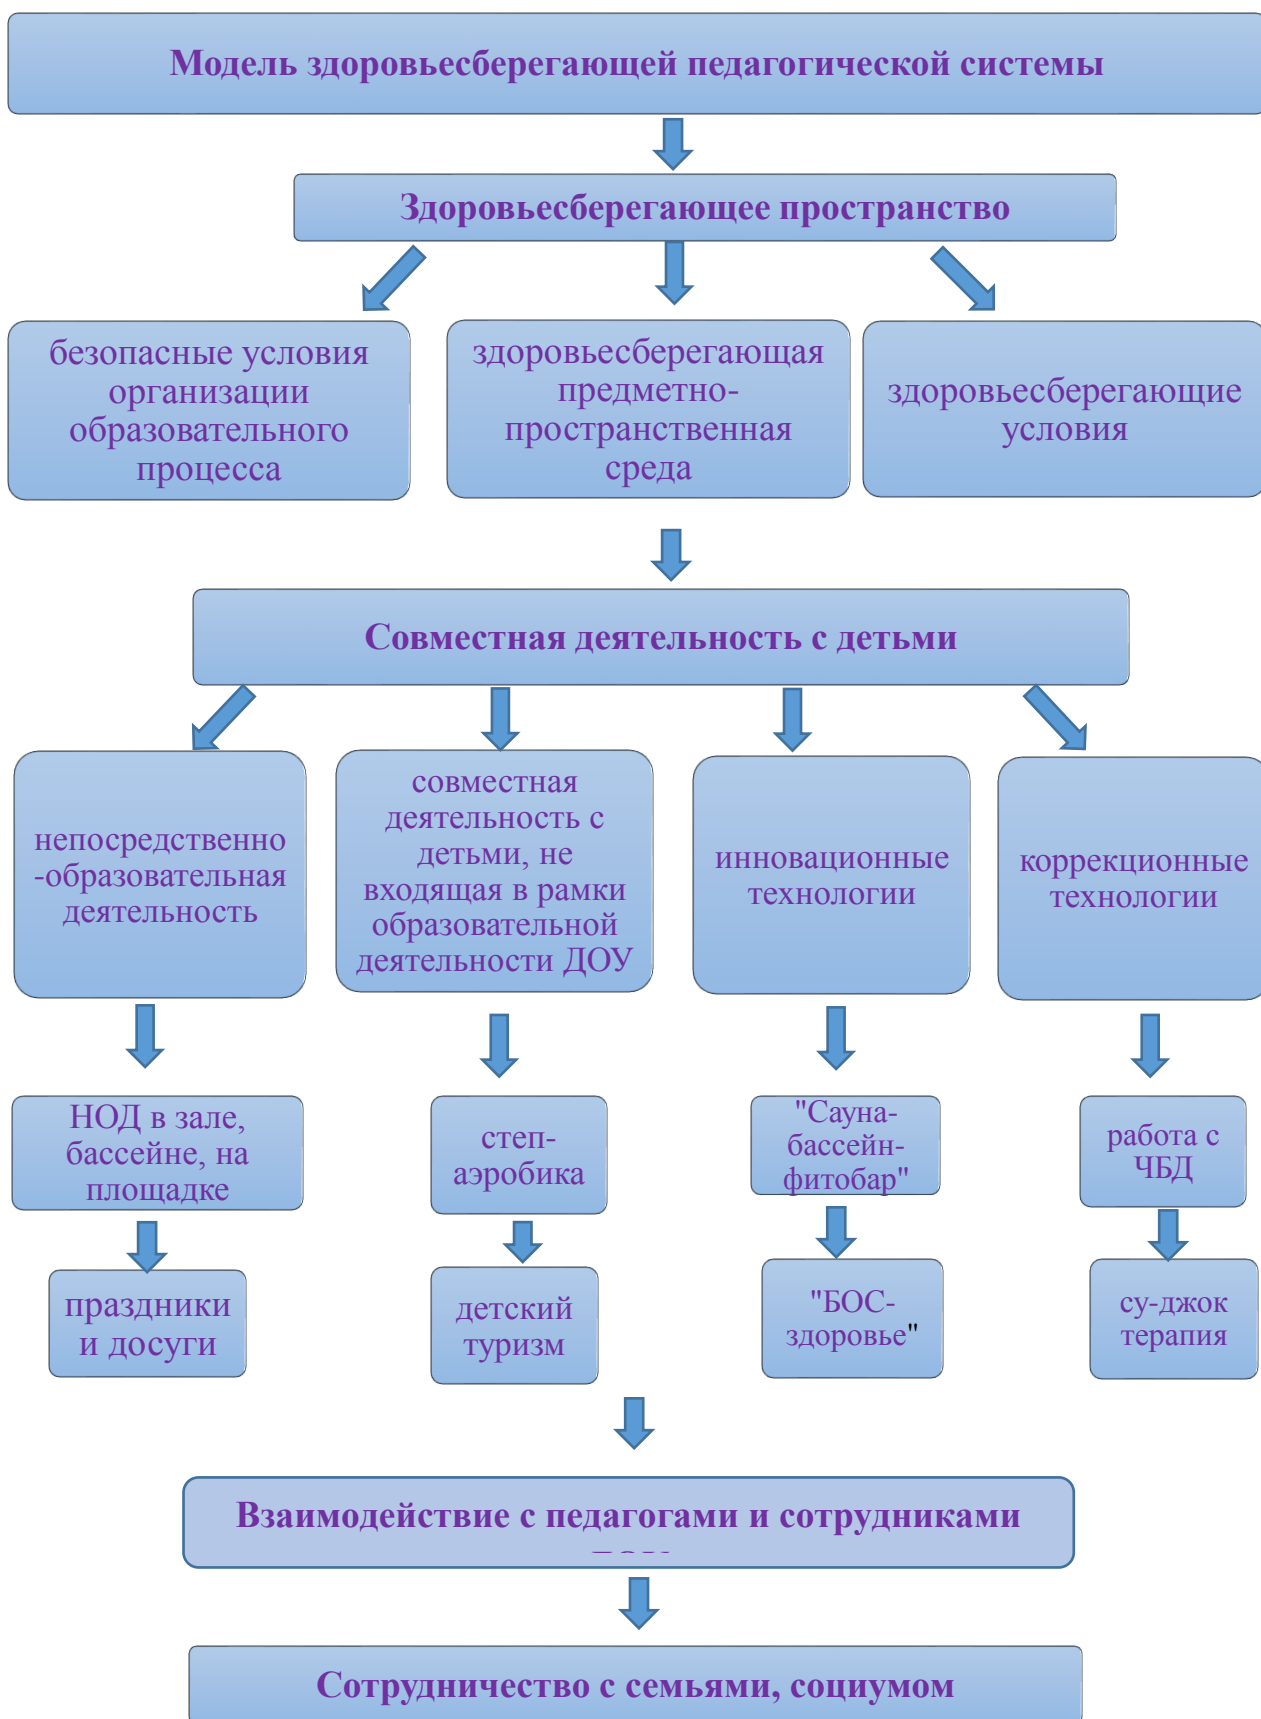 Модель здоровьесберегающей педагогической системы
Здоровьесберегающее пространство
безопасные условия
организации
образовательного
процесса
здоровьесберегающая
предметно-
пространственная
среда
здоровьесберегающие
условия
Совместная деятельность с детьми
непосредственно
-образовательная
деятельность
совместная
деятельность с
детьми, не
входящая в рамки
образовательной
деятельности ДОУ
инновационные
технологии
коррекционные
технологии
НОД в зале,
бассейне, на
площадке
степ-
аэробика
"Сауна-
бассейн-
фитобар"
работа с
ЧБД
праздники
и досуги
детский
туризм
"БОС-
здоровье"
су-джок
терапия
Взаимодействие с педагогами и сотрудниками
Сотрудничество с семьями, социумом